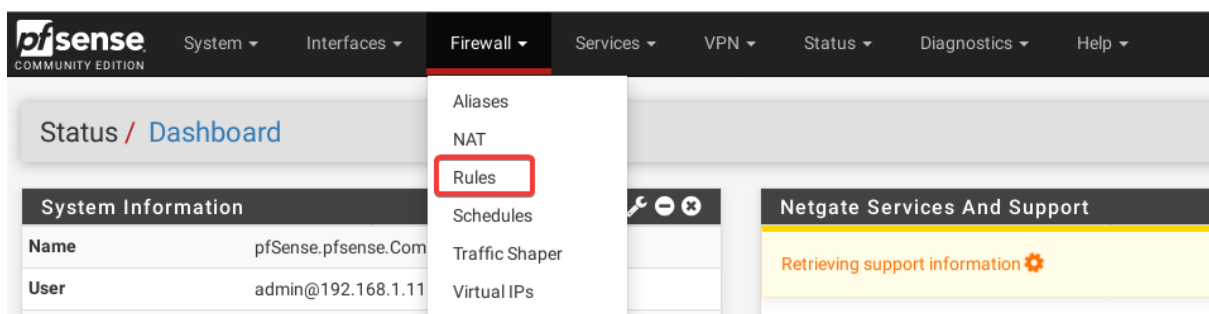 pfsense System Interfaces Firewall Services VPN Status Diagnostics Help
COMMUNITY EDITION
Aliases
NAT
Rules
Schedules
Traffic Shaper
Virtual IPs
Status / Dashboard
System Information
Name pfSense.pfsense.Com
User admin@192.168.1.11
Netgate Services And Support
Retrieving support information